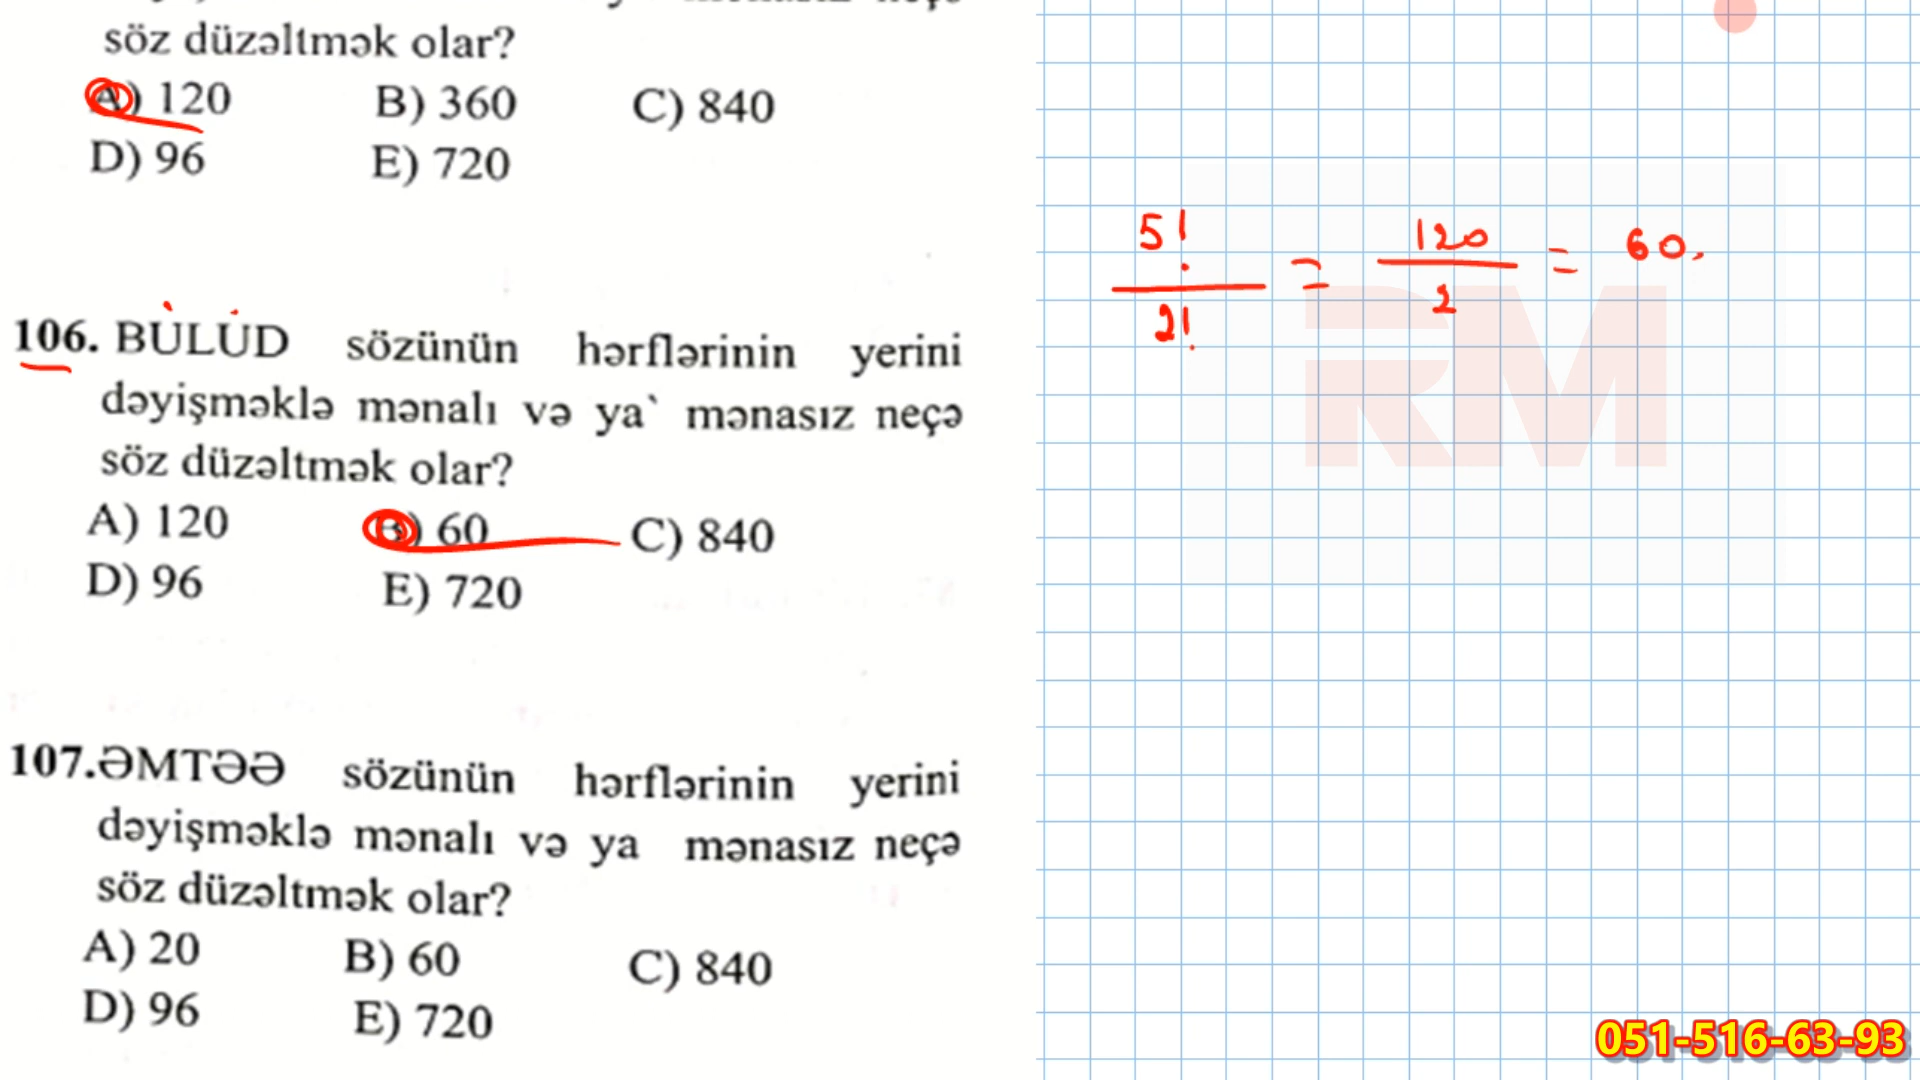 söz düzəltmək olar?
A) 120 B) 360 C) 840
D) 96 E) 720
106. BULUD sözünün hərflərinin yerini
dəyişməklə mənalı və ya` mənasız neçə
söz düzəltmək olar?
A) 120 B) 60 C) 840
D) 96 E) 720
107.ƏMTƏƏ sözünün hərflərinin yerini
dəyişməklə mənalı və ya mənasız neçə
söz düzəltmək olar?
A) 20 B) 60 C) 840
D) 96 E) 720
5!/2! = 120/2 = 60.
RM
051-516-63-93